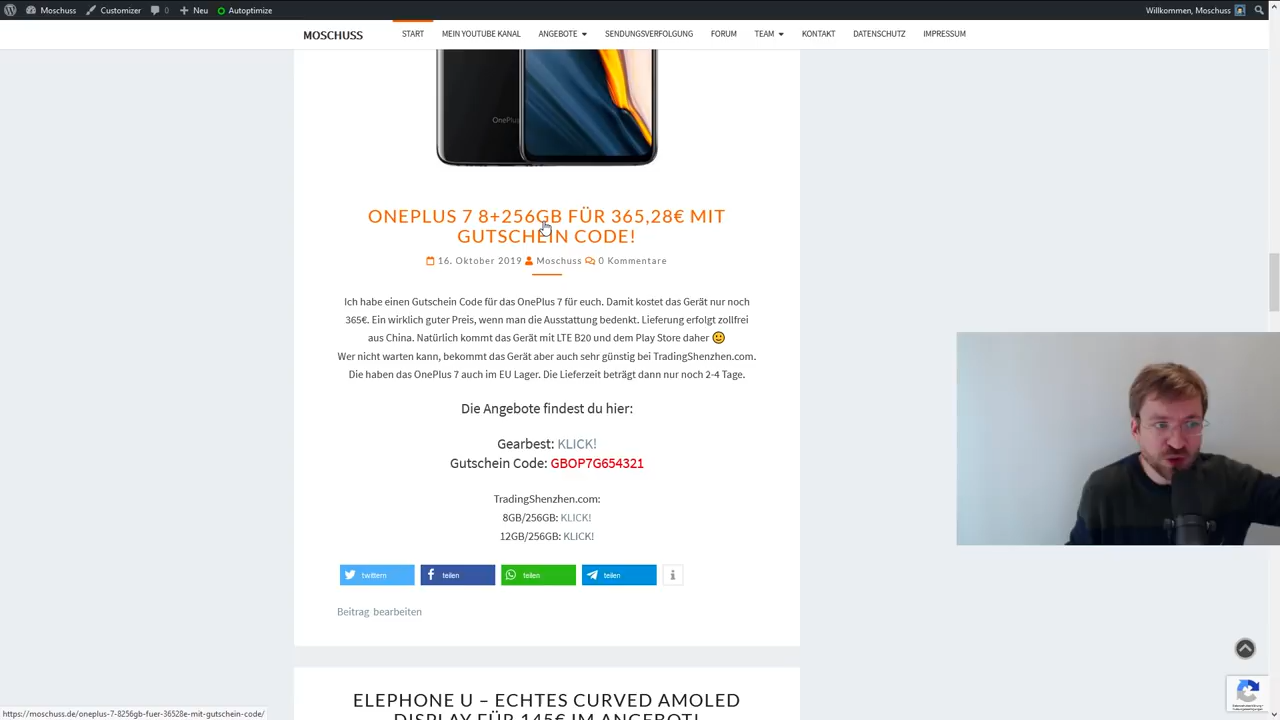 Moschuss Customizer 0 Neu Autoptimize Willkommen, Moschuss
MOSCHUSS START MEIN YOUTUBE KANAL ANGEBOTE SENDUNGSVERFOLGUNG FORUM TEAM KONTAKT DATENSCHUTZ IMPRESSUM
OnePlus
ONEPLUS 7 8+256GB FÜR 365,28€ MIT
GUTSCHEIN CODE!
16. Oktober 2019 Moschuss 0 Kommentare
Ich habe einen Gutschein Code für das OnePlus 7 für euch. Damit kostet das Gerät nur noch
365€. Ein wirklich guter Preis, wenn man die Ausstattung bedenkt. Lieferung erfolgt zollfrei
aus China. Natürlich kommt das Gerät mit LTE B20 und dem Play Store daher
Wer nicht warten kann, bekommt das Gerät aber auch sehr günstig bei TradingShenzhen.com.
Die haben das OnePlus 7 auch im EU Lager. Die Lieferzeit beträgt dann nur noch 2-4 Tage.
Die Angebote findest du hier:
Gearbest: KLICK!
Gutschein Code: GBOP7G654321
TradingShenzhen.com:
8GB/256GB: KLICK!
12GB/256GB: KLICK!
twittern teilen teilen teilen
Beitrag bearbeiten
ELEPHONE U – ECHTES CURVED AMOLED
DISPLAY FÜR 145€ IM ANGEBOT!
https://moschuss.de/oneplus-7-8256gb-fuer-36528e-mit-gutschein-code/